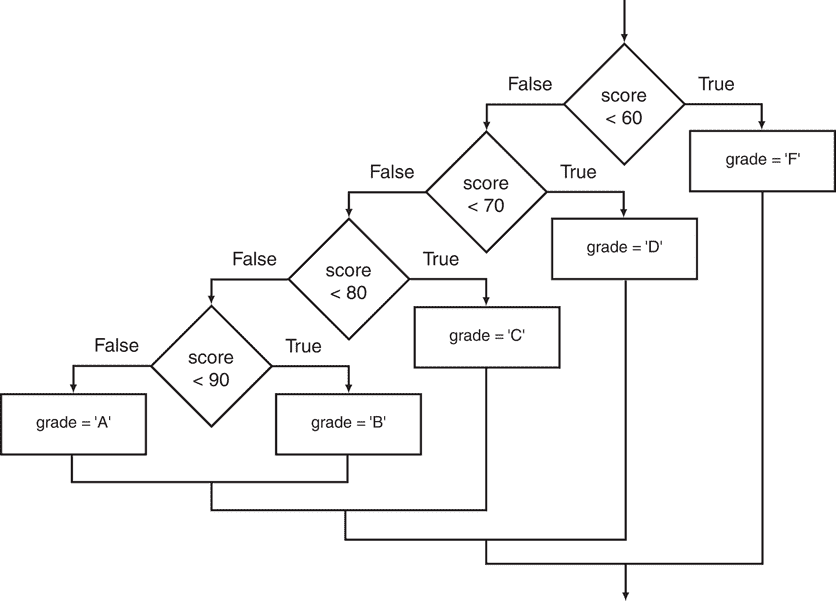 False
True
score
< 60
False
True
score
< 70
grade = 'F'
False
True
score
< 80
grade = 'D'
False
True
score
< 90
grade = 'C'
grade = 'A'
grade = 'B'